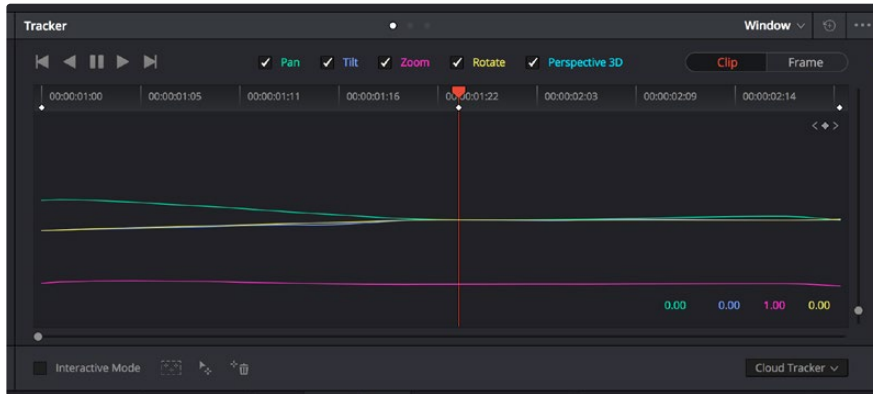 Tracker Window
Pan Tilt Zoom Rotate Perspective 3D Clip Frame
00:00:01:00 00:00:01:05 00:00:01:11 00:00:01:16 00:00:01:22 00:00:02:03 00:00:02:09 00:00:02:14
0.00 0.00 1.00 0.00
Interactive Mode Cloud Tracker